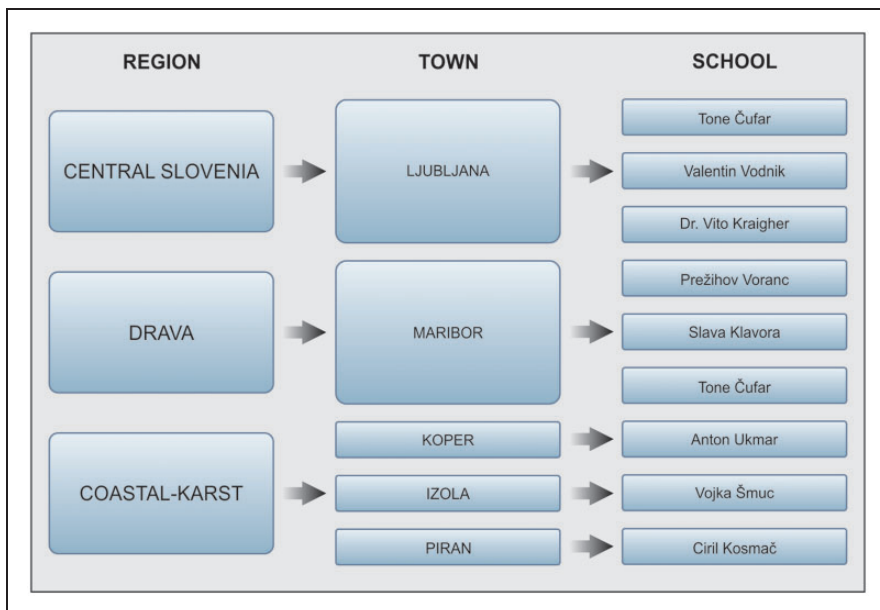 REGION
TOWN
SCHOOL
CENTRAL SLOVENIA
LJUBLJANA
Tone Čufar
Valentin Vodnik
Dr. Vito Kraigher
DRAVA
MARIBOR
Prežihov Voranc
Slava Klavora
Tone Čufar
COASTAL-KARST
KOPER
Anton Ukmar
IZOLA
Vojka Šmuc
PIRAN
Ciril Kosmač